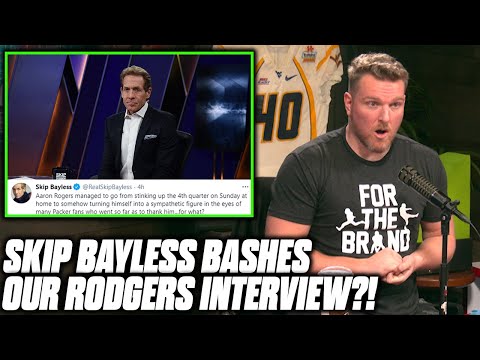 Skip Bayless @RealSkipBayless · 4h
Aaron Rogers managed to go from stinking up the 4th quarter on Sunday at
home to somehow turning himself into a sympathetic figure in the eyes of
many Packer fans who went so far as to thank him...for what?
HO
FOR
THE
BRAND
SKIP BAYLESS BASHES
OUR RODGERS INTERVIEW?!